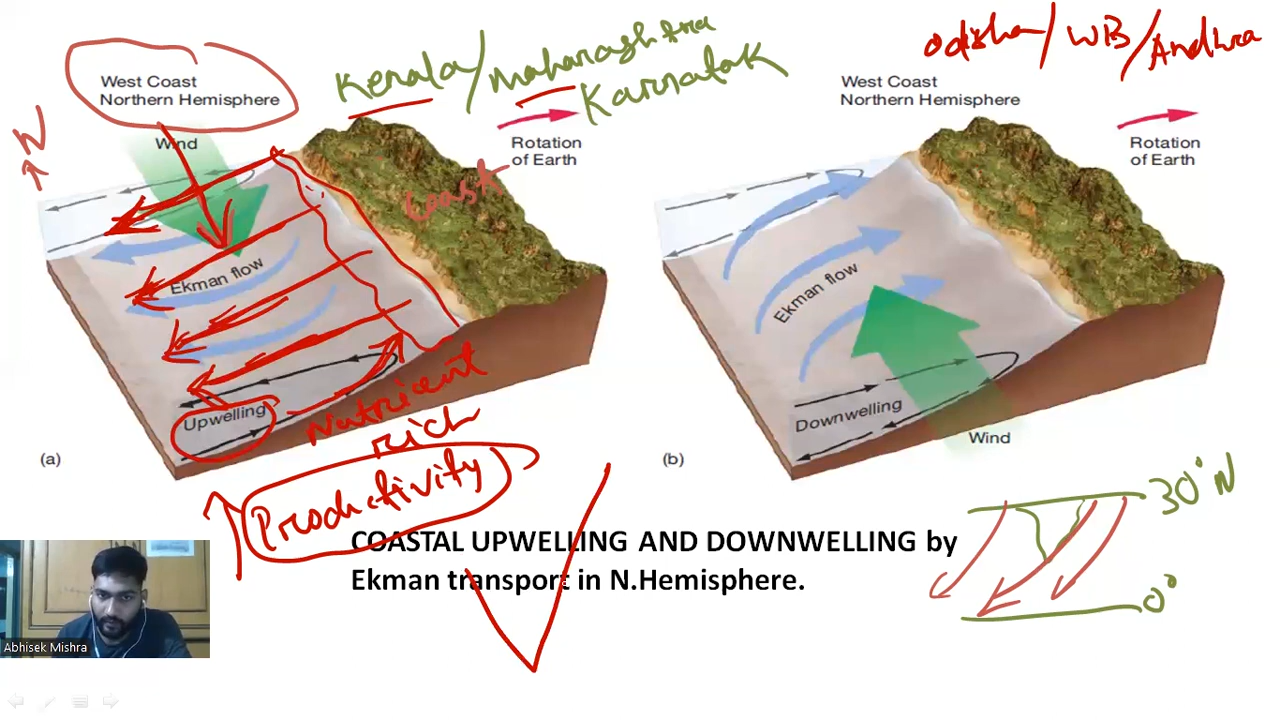 Kerala/Maharashtra
Karnatak
Odisha/WB/Andhra
West Coast
Northern Hemisphere
N
Wind
Rotation
of Earth
Coast
Ekman flow
Upwelling
Nutrient
rich
Productivity
(a)
West Coast
Northern Hemisphere
Rotation
of Earth
Ekman flow
Downwelling
Wind
(b)
30° N
0°
COASTAL UPWELLING AND DOWNWELLING by
Ekman transport in N.Hemisphere.
Abhisek Mishra